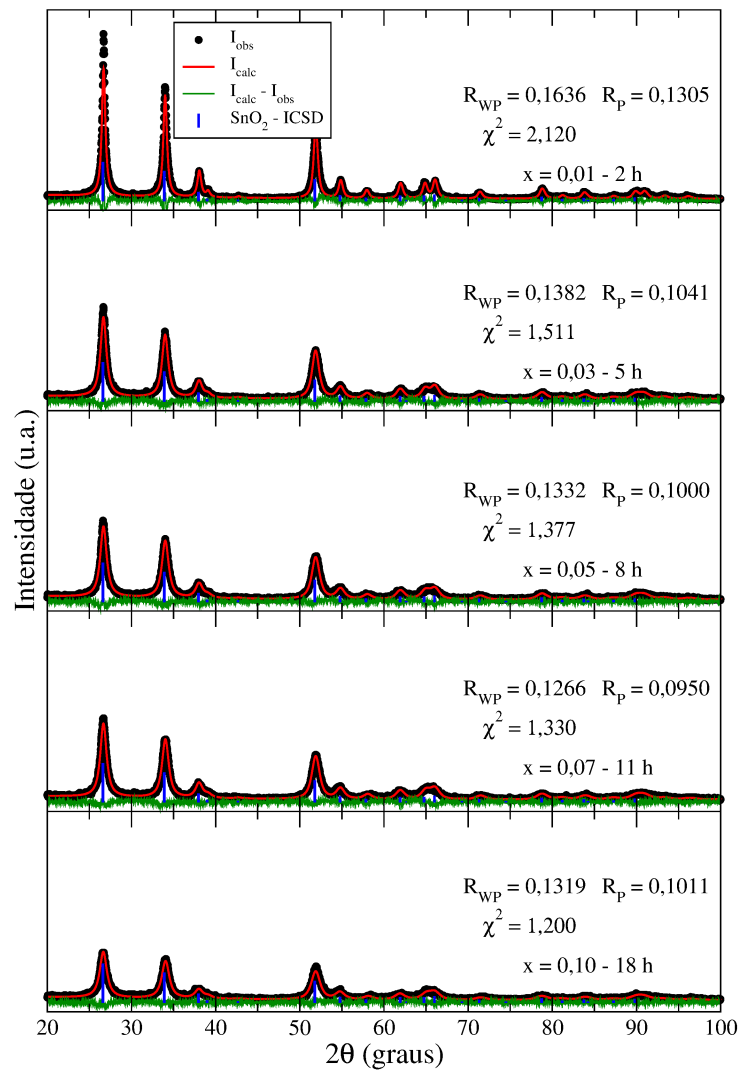 I_obs
I_calc
I_calc - I_obs
SnO_2 - ICSD
R_WP = 0,1636 R_P = 0,1305
χ^2 = 2,120
x = 0,01 - 2 h
R_WP = 0,1382 R_P = 0,1041
χ^2 = 1,511
x = 0,03 - 5 h
Intensidade (u.a.)
R_WP = 0,1332 R_P = 0,1000
χ^2 = 1,377
x = 0,05 - 8 h
R_WP = 0,1266 R_P = 0,0950
χ^2 = 1,330
x = 0,07 - 11 h
R_WP = 0,1319 R_P = 0,1011
χ^2 = 1,200
x = 0,10 - 18 h
20 30 40 50 60 70 80 90 100
2θ (graus)